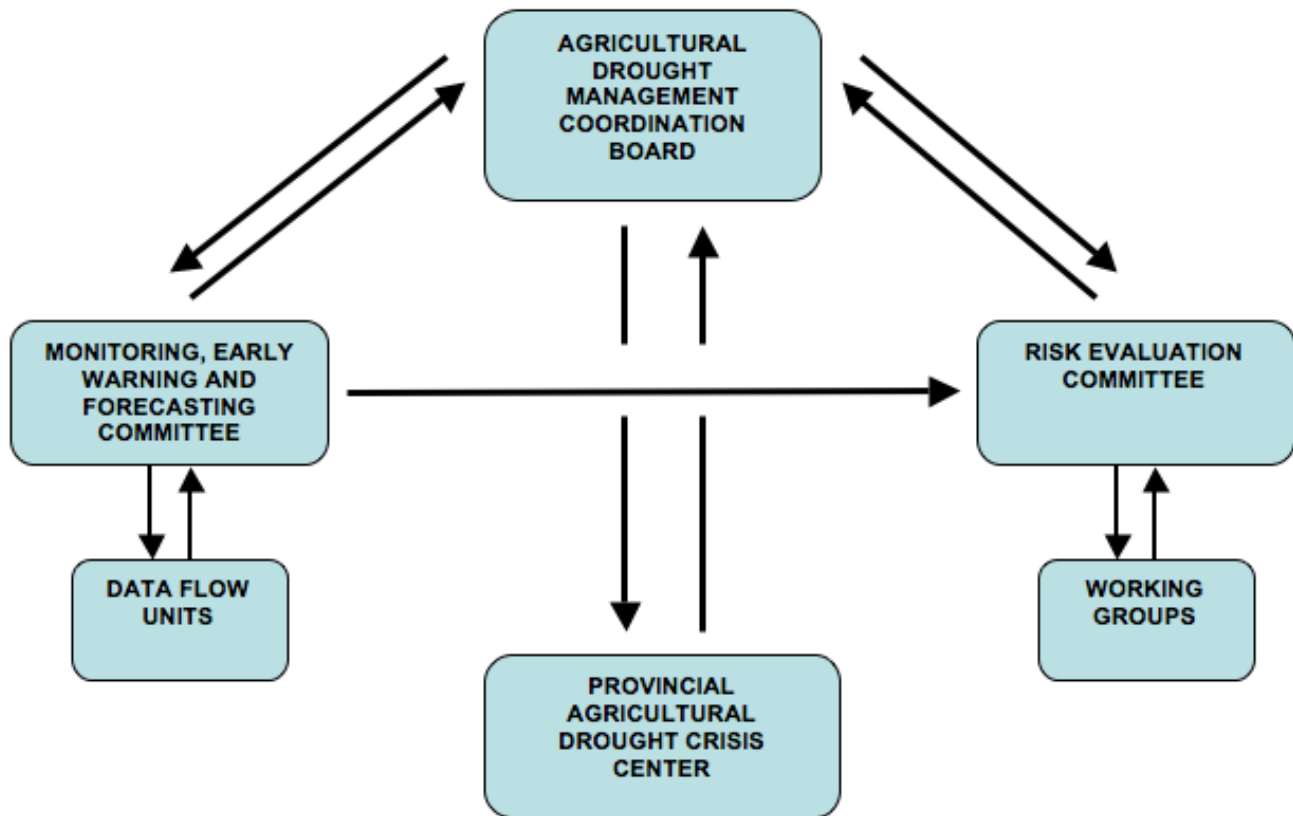 AGRICULTURAL
DROUGHT
MANAGEMENT
COORDINATION
BOARD
MONITORING, EARLY
WARNING AND
FORECASTING
COMMITTEE
RISK EVALUATION
COMMITTEE
DATA FLOW
UNITS
WORKING
GROUPS
PROVINCIAL
AGRICULTURAL
DROUGHT CRISIS
CENTER